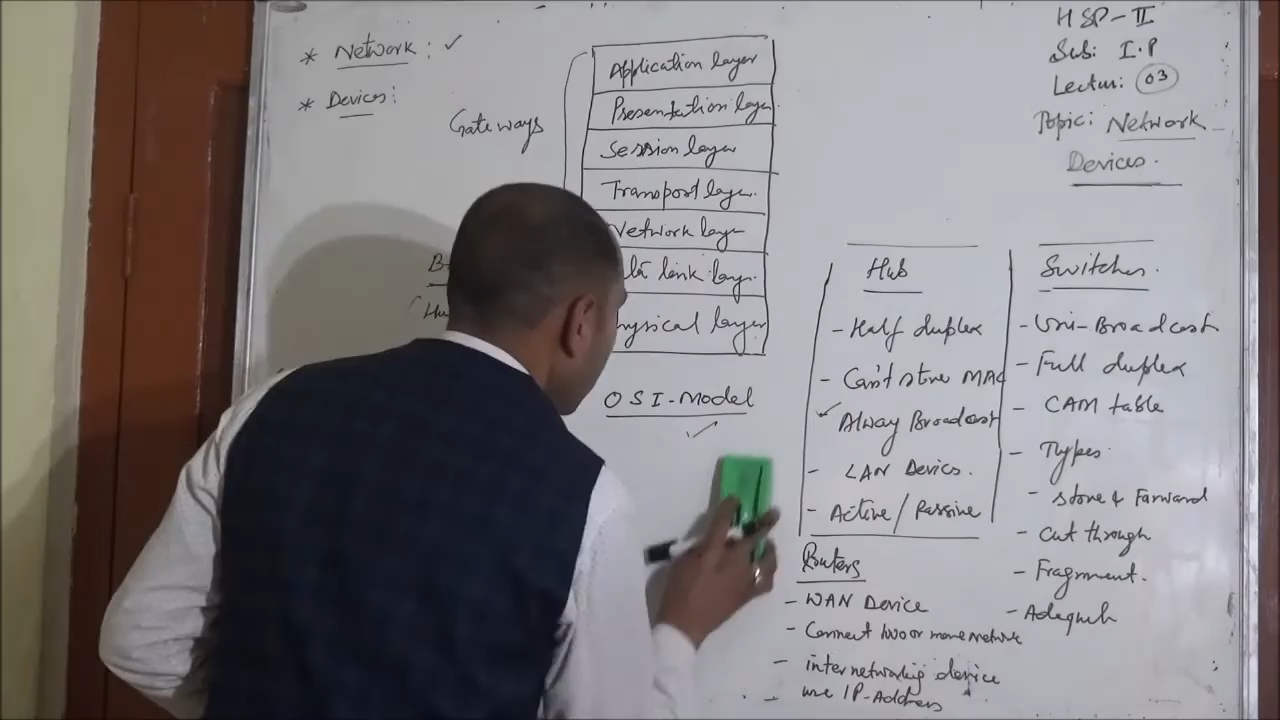 * Network: ✓
* Devices:
Gateways
Application layer
Presentation layer
Session layer
Transport layer.
Network layer
link layer.
Physical layer
OSI-Model
HSP-II
Sub: I.P
Lectur: 03
Topic: Network
Devices.
Hub
- Half duplex
- Can't store MAC
✓ Alway Broadcast
- LAN Devics.
- Active / Passive
Switches.
- Uni-Broadcast
- Full duplex
- CAM table
- Types.
- store & Forward
- Cut through
- Fragment.
Routers
- WAN Device
- Connect two or more network
- internetworking device
- use IP-Address